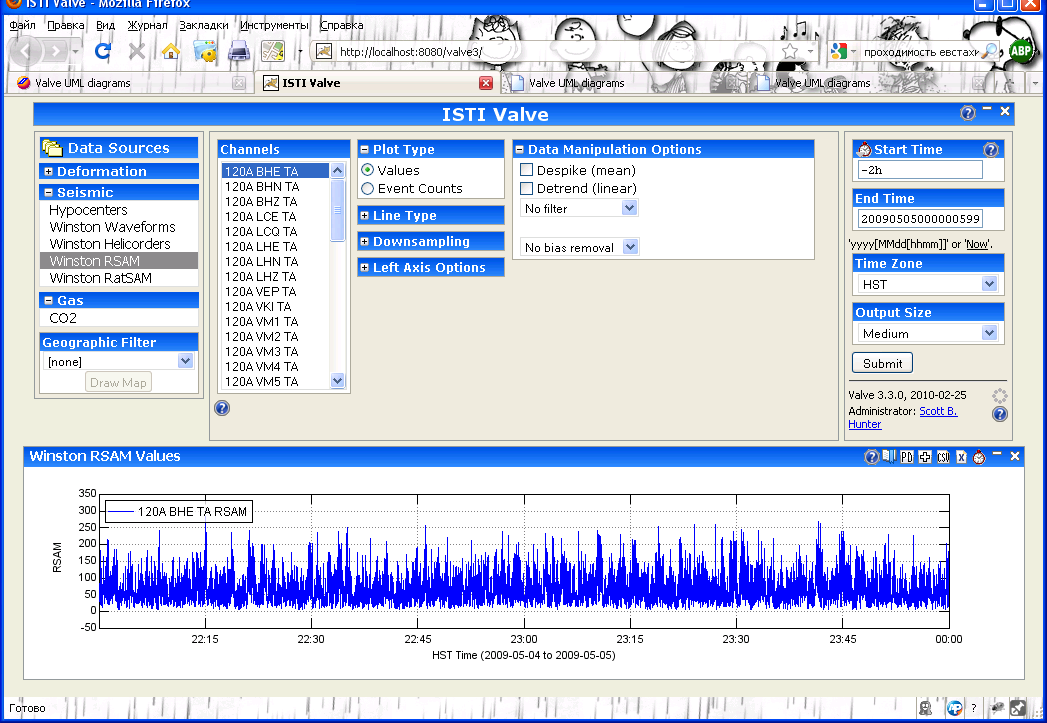 ISTI Valve - Mozilla Firefox
Файл Правка Вид Журнал Закладки Инструменты Справка
http://localhost:8080/valve3/
проходимость евстахи
ABP
Valve UML diagrams
ISTI Valve
Valve UML diagrams
Valve UML diagrams
ISTI Valve
Data Sources
Deformation
Seismic
Hypocenters
Winston Waveforms
Winston Helicorders
Winston RSAM
Winston RatSAM
Gas
CO2
Geographic Filter
[none]
Draw Map
Channels
120A BHE TA
120A BHN TA
120A BHZ TA
120A LCE TA
120A LCQ TA
120A LHE TA
120A LHN TA
120A LHZ TA
120A VEP TA
120A VKI TA
120A VM1 TA
120A VM2 TA
120A VM3 TA
120A VM4 TA
120A VM5 TA
Plot Type
Values
Event Counts
Line Type
Downsampling
Left Axis Options
Data Manipulation Options
Despike (mean)
Detrend (linear)
No filter
No bias removal
Start Time
-2h
End Time
20090505000000599
'yyyy[MMdd[hhmm]]' or 'Now'.
Time Zone
HST
Output Size
Medium
Submit
Valve 3.3.0, 2010-02-25
Administrator: Scott B.
Hunter
Winston RSAM Values
PD
CSV
X
350
300
250
200
150
100
50
0
-50
RSAM
120A BHE TA RSAM
22:15 22:30 22:45 23:00 23:15 23:30 23:45 00:00
HST Time (2009-05-04 to 2009-05-05)
Готово